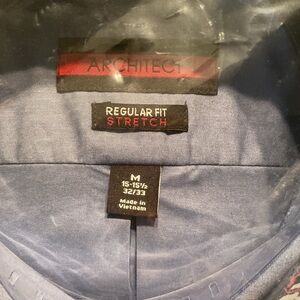 ARCHITECT
REGULAR FIT
STRETCH
M
15-15½
32/33
Made in
Vietnam